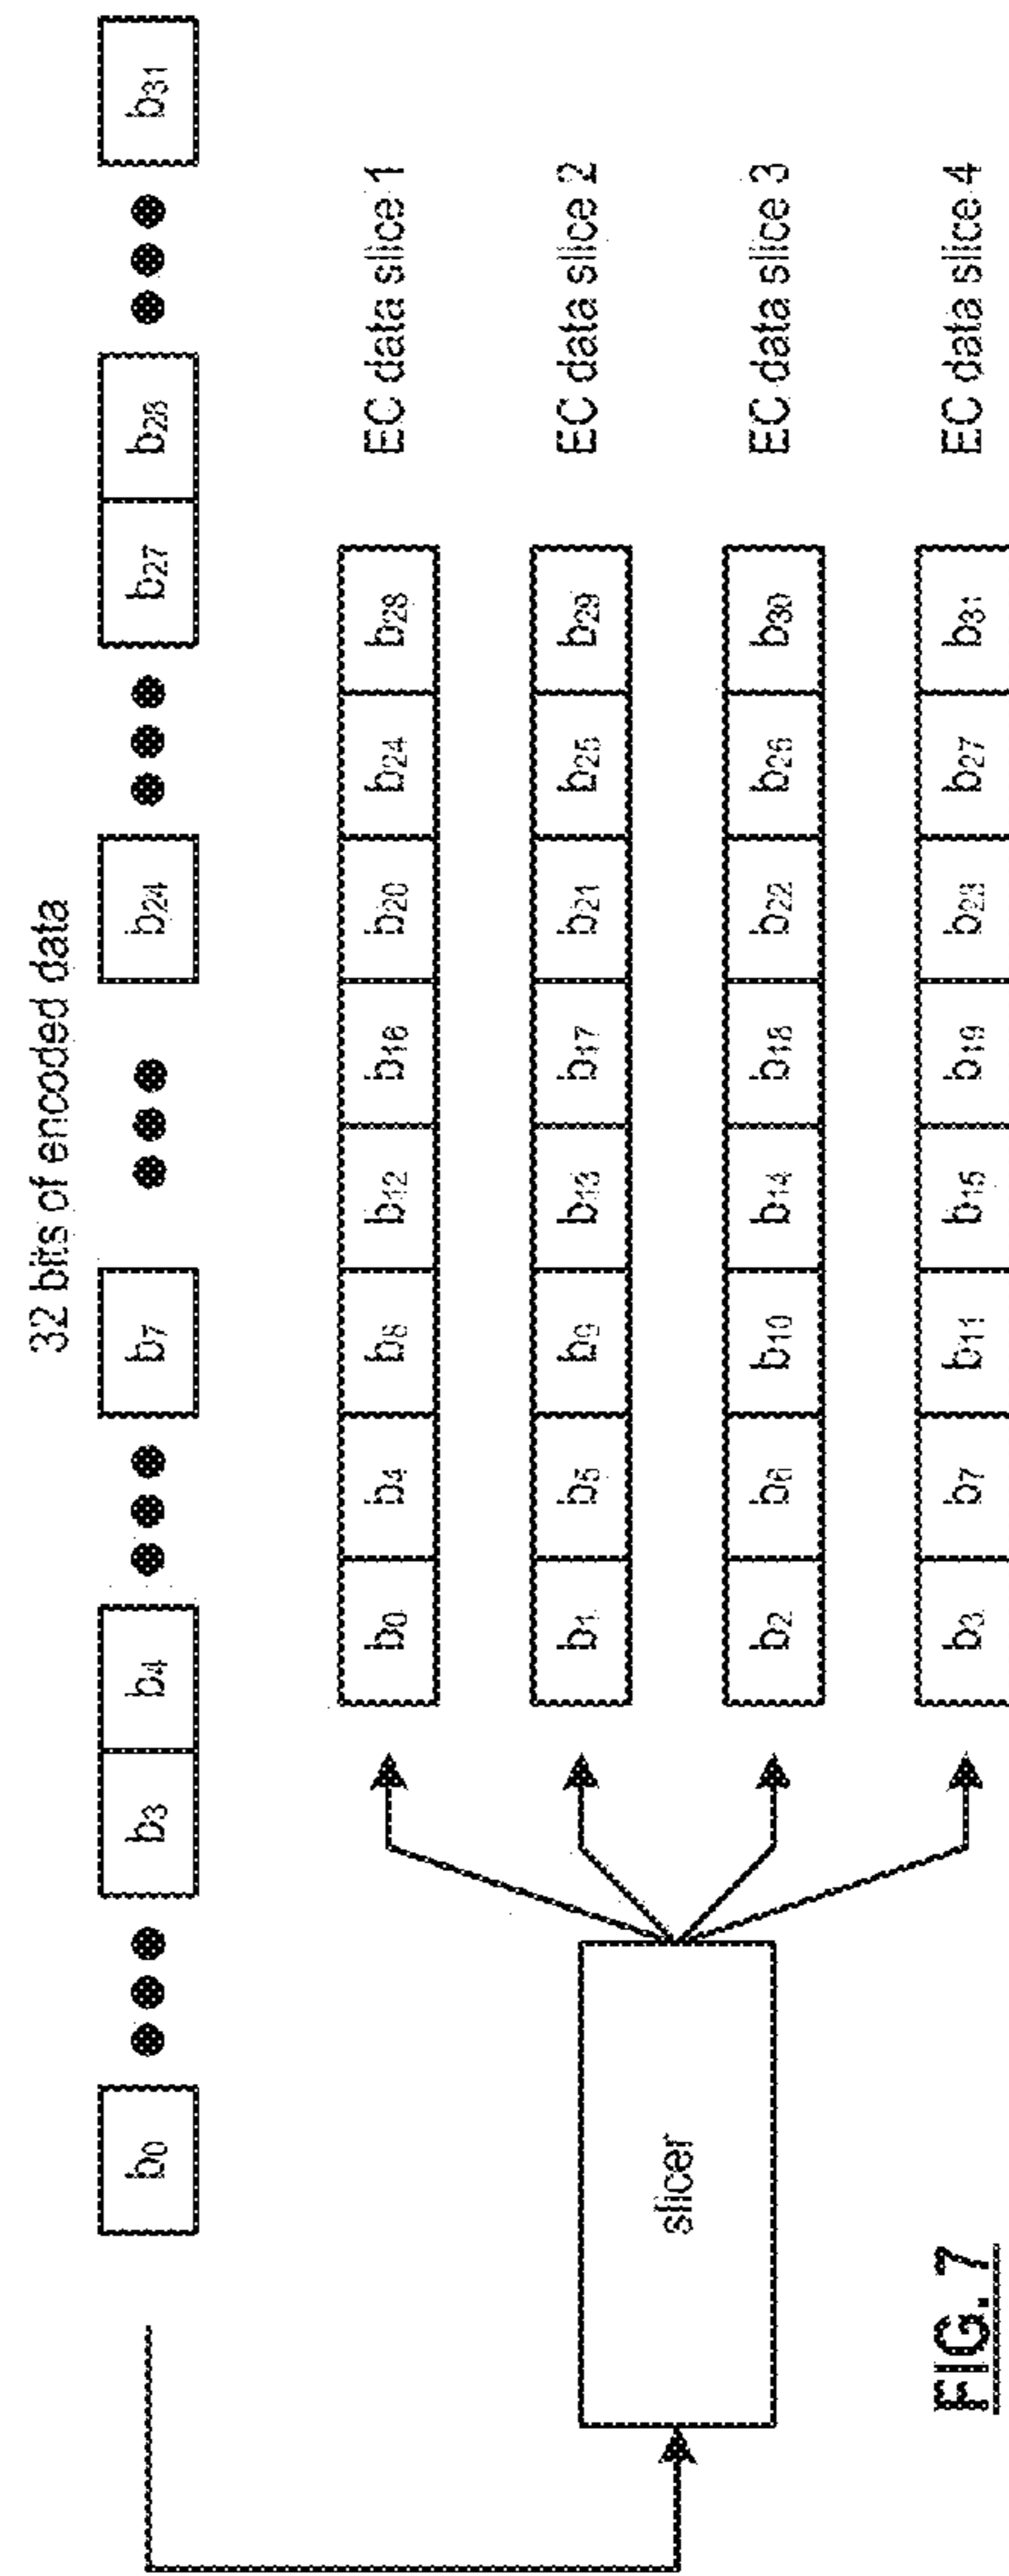 32 bits of encoded data
b0 b3 b4 b7 b24 b27 b28 b31
b0 b4 b8 b12 b16 b20 b24 b28 EC data slice 1
b1 b5 b9 b13 b17 b21 b25 b29 EC data slice 2
b2 b6 b10 b14 b18 b22 b26 b30 EC data slice 3
b3 b7 b11 b15 b19 b23 b27 b31 EC data slice 4
slicer
FIG. 7